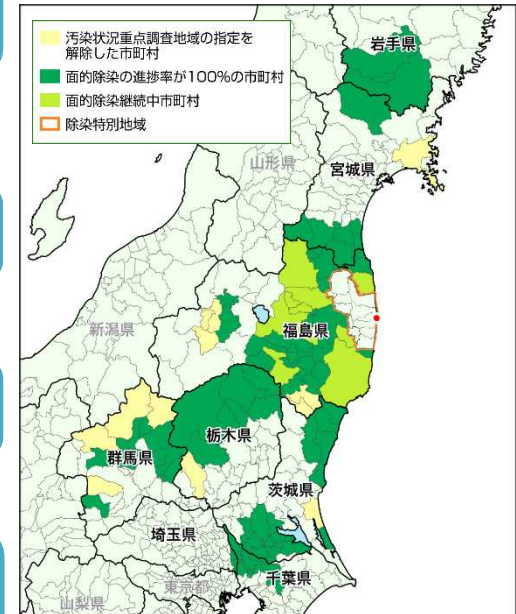 汚染状況重点調査地域の指定を
解除した市町村
面的除染の進捗率が100%の市町村
面的除染継続中市町村
除染特別地域
岩手県
山形県
宮城県
新潟県
福島県
栃木県
群馬県
茨城県
埼玉県
東京都
千葉県
山梨県